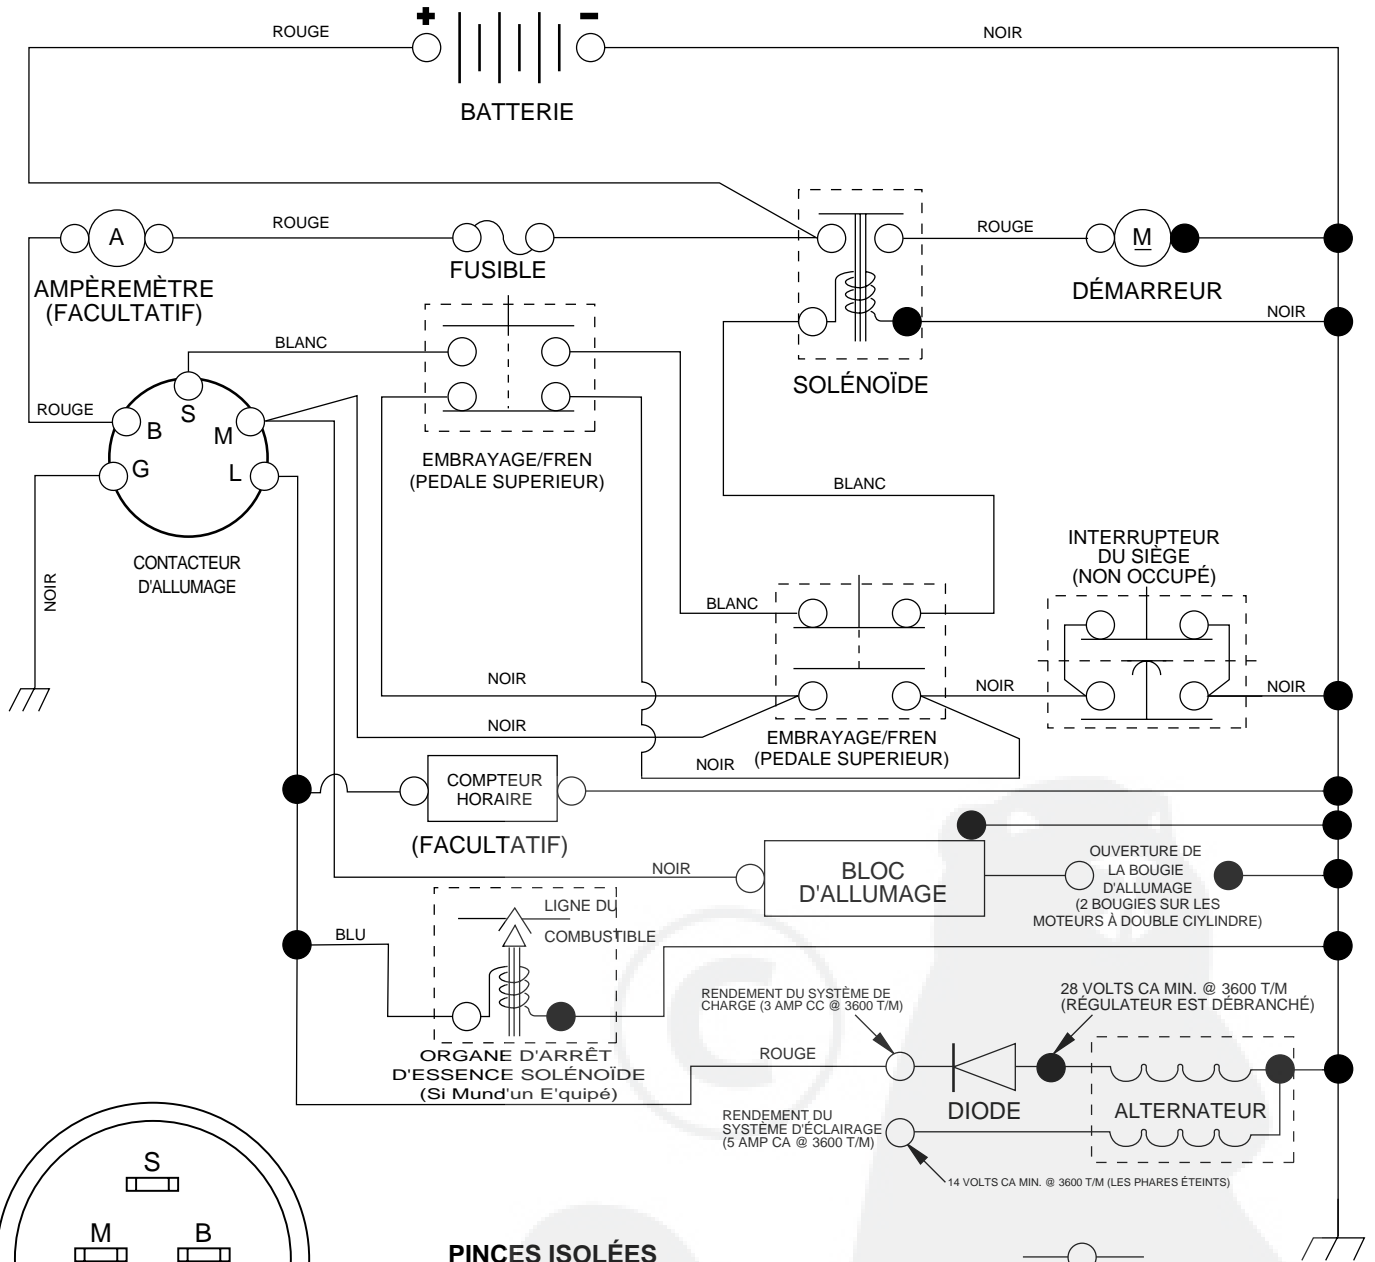 ROUGE
+
-
NOIR
BATTERIE
ROUGE
A
AMPÈREMÈTRE
(FACULTATIF)
FUSIBLE
ROUGE
M
DÉMARREUR
NOIR
SOLÉNOÏDE
BLANC
ROUGE
S
B
M
G
L
CONTACTEUR
D'ALLUMAGE
NOIR
EMBRAYAGE/FREN
(PEDALE SUPERIEUR)
BLANC
INTERRUPTEUR
DU SIÈGE
(NON OCCUPÉ)
BLANC
NOIR
NOIR
NOIR
NOIR
EMBRAYAGE/FREN
(PEDALE SUPERIEUR)
NOIR
COMPTEUR
HORAIRE
(FACULTATIF)
NOIR
BLOC
D'ALLUMAGE
OUVERTURE DE
LA BOUGIE
D'ALLUMAGE
(2 BOUGIES SUR LES
MOTEURS À DOUBLE CIYLINDRE)
BLU
LIGNE DU
COMBUSTIBLE
ORGANE D'ARRÊT
D'ESSENCE SOLÉNOÏDE
(Si Mund'un E'quipé)
RENDEMENT DU SYSTÈME DE
CHARGE (3 AMP CC @ 3600 T/M)
28 VOLTS CA MIN. @ 3600 T/M
(RÉGULATEUR EST DÉBRANCHÉ)
ROUGE
DIODE
ALTERNATEUR
RENDEMENT DU
SYSTÈME D'ÉCLAIRAGE
(5 AMP CA @ 3600 T/M)
14 VOLTS CA MIN. @ 3600 T/M (LES PHARES ÉTEINTS)
S
M
B
PINCES ISOLÉES
©